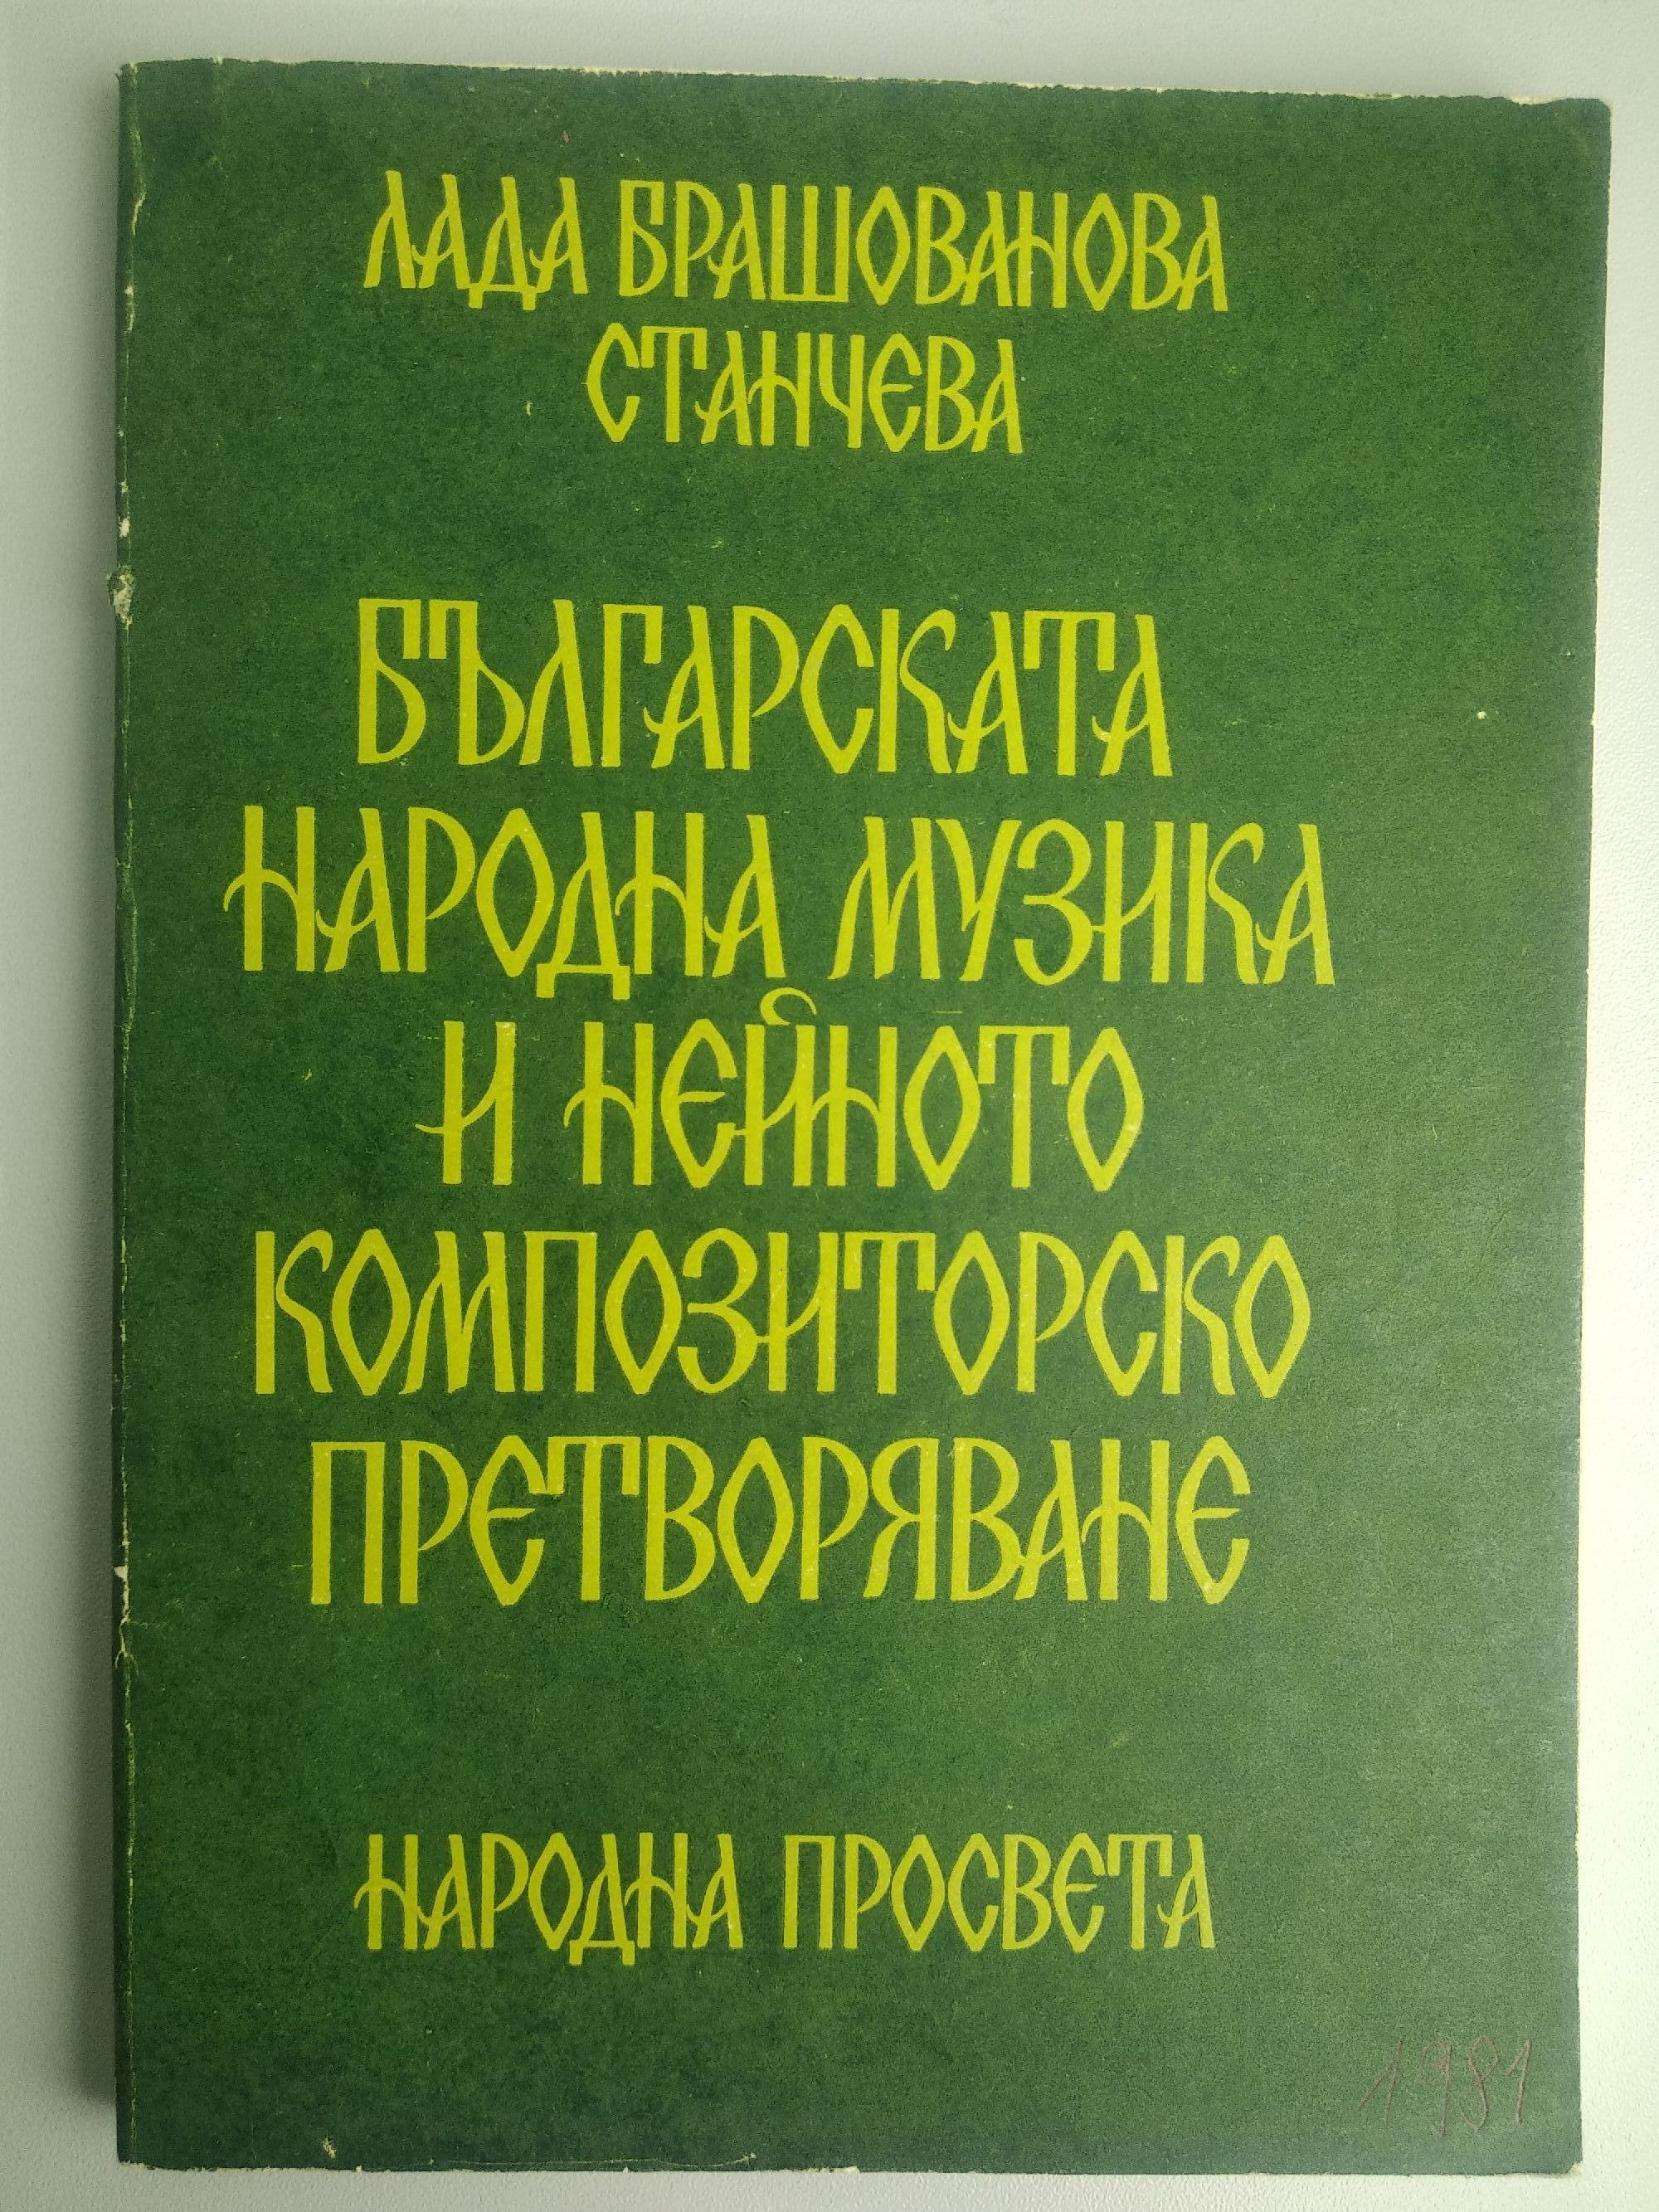 ЛАДА БРАШОВАНОВА
СТАНЧЕВА
БЪЛГАРСКАТА
НАРОДНА МУЗИКА
И НЕЙНОТО
КОМПОЗИТОРСКО
ПРЕТВОРЯВАНЕ
НАРОДНА ПРОСВЕТА
1981